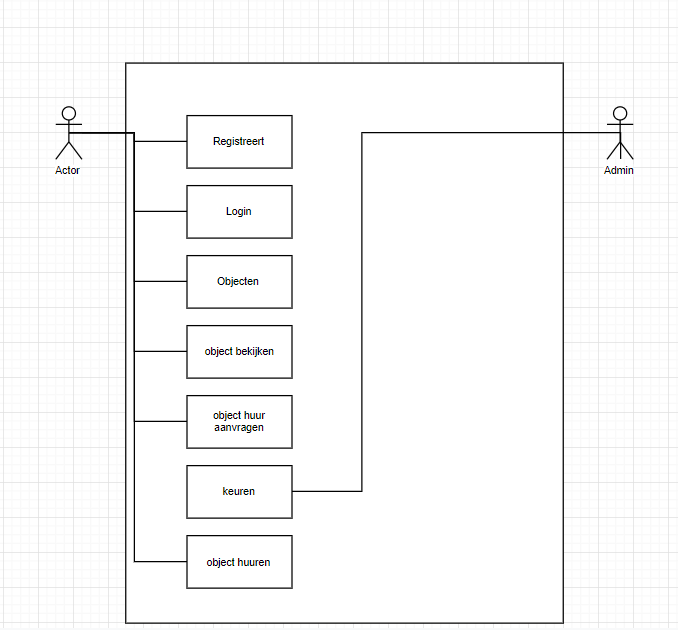 Registreert
Actor
Admin
Login
Objecten
object bekijken
object huur
aanvragen
keuren
object huuren